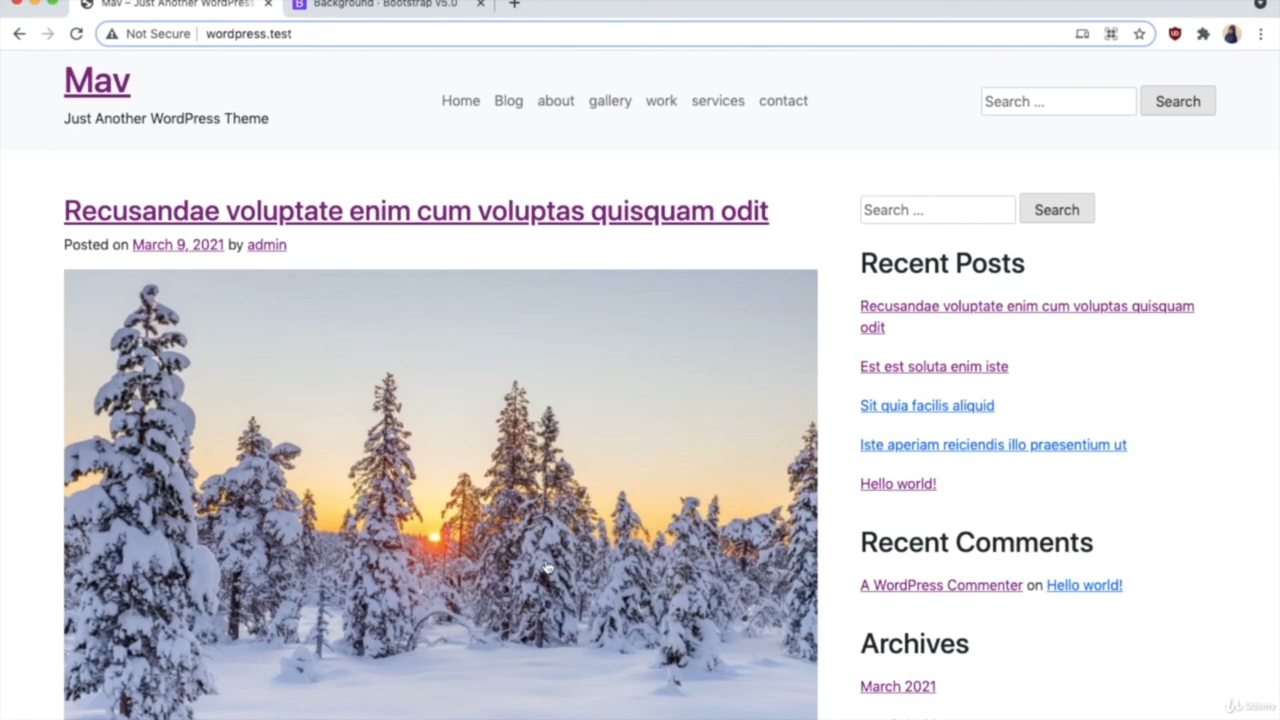 Mav – Just Another WordPress
Background · Bootstrap v5.0
Not Secure
wordpress.test
Mav
Just Another WordPress Theme
Home Blog about gallery work services contact
Search …
Search
Recusandae voluptate enim cum voluptas quisquam odit
Posted on March 9, 2021 by admin
Search …
Search
Recent Posts
Recusandae voluptate enim cum voluptas quisquam
odit
Est est soluta enim iste
Sit quia facilis aliquid
Iste aperiam reiciendis illo praesentium ut
Hello world!
Recent Comments
A WordPress Commenter on Hello world!
Archives
March 2021
Udemy